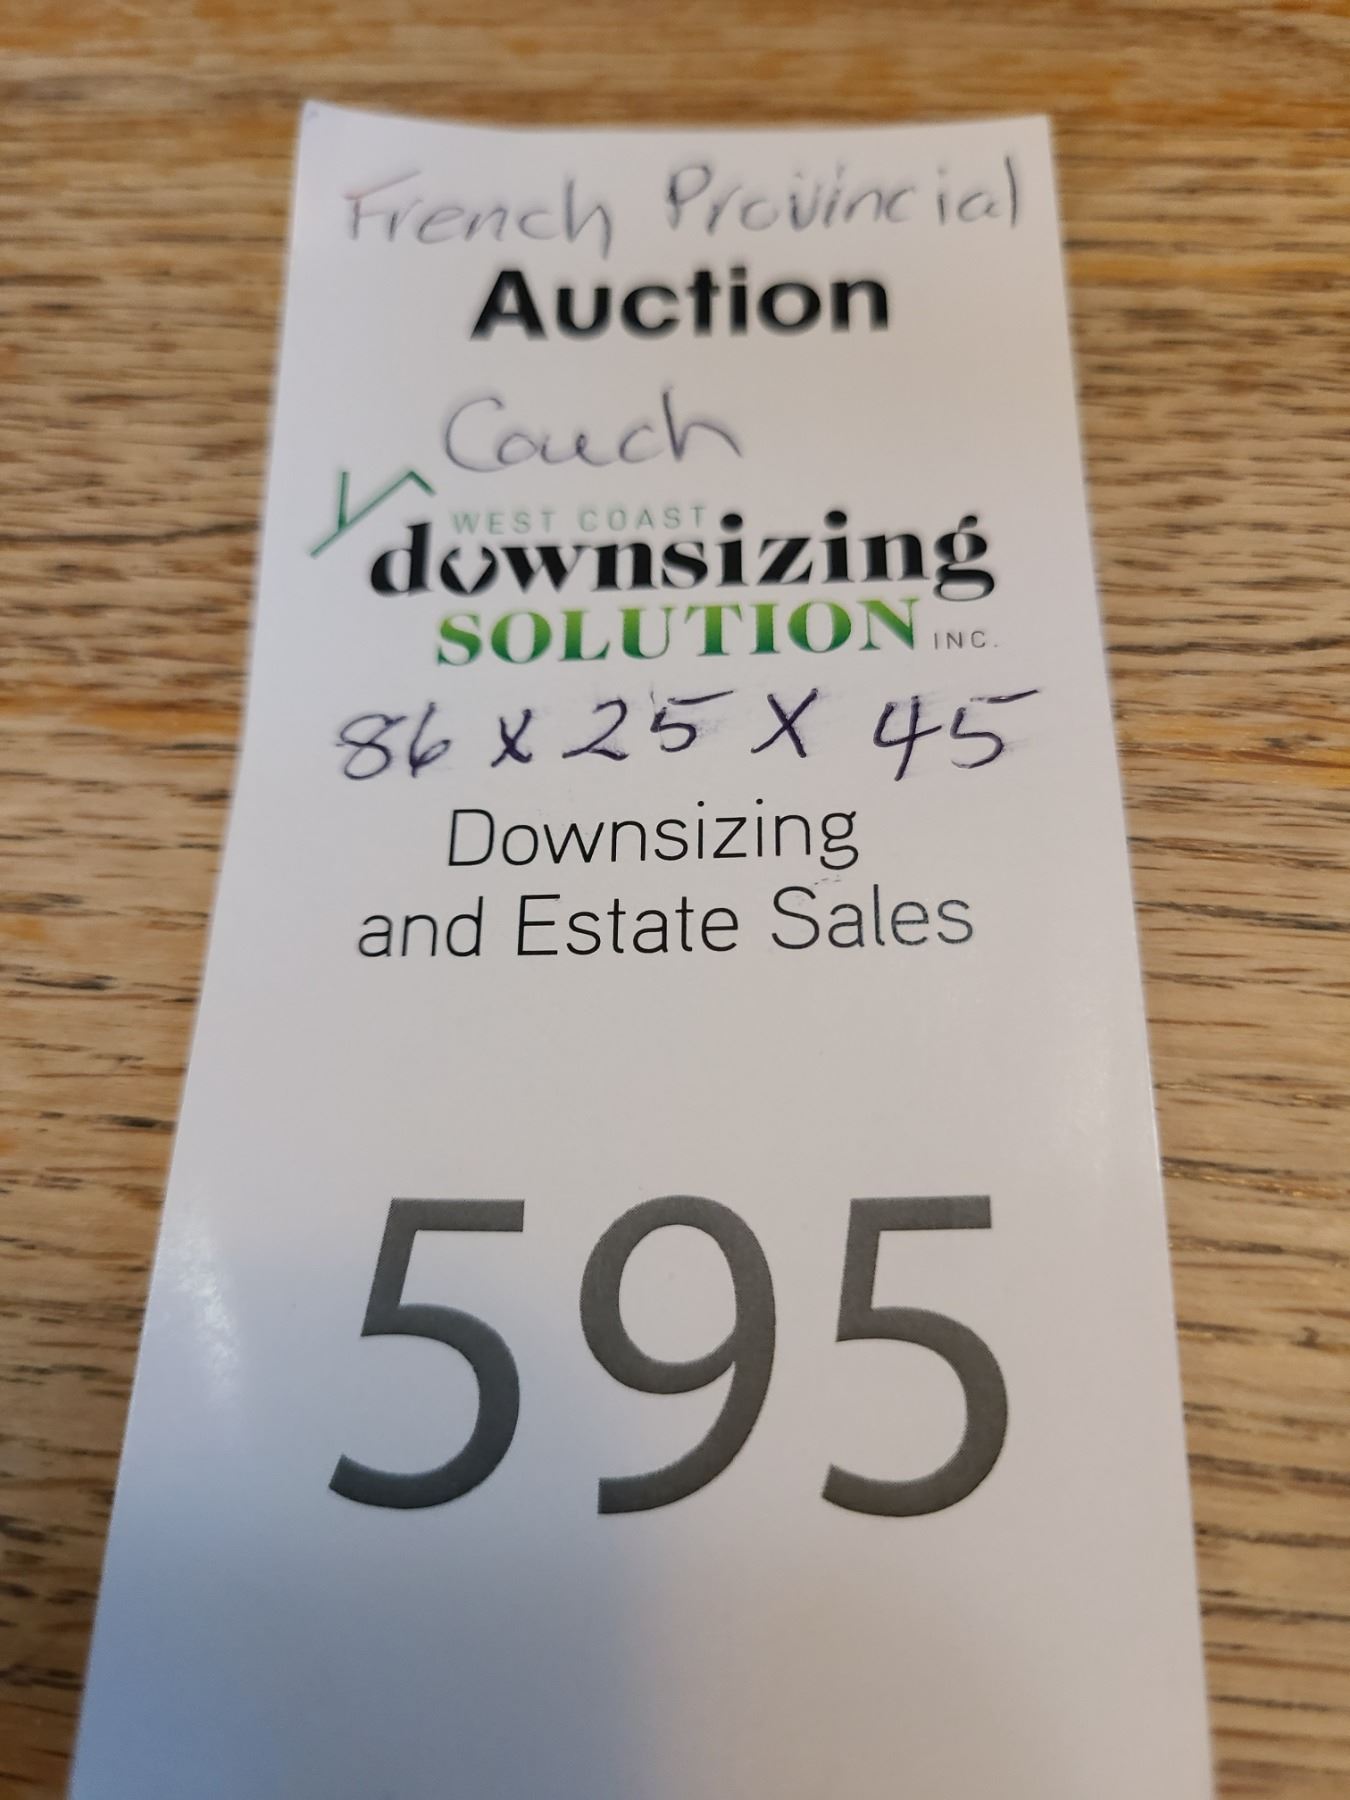 French Provincial
Auction
Couch
WEST COAST
downsizing
SOLUTION INC.
86 x 25 x 45
Downsizing
and Estate Sales
595